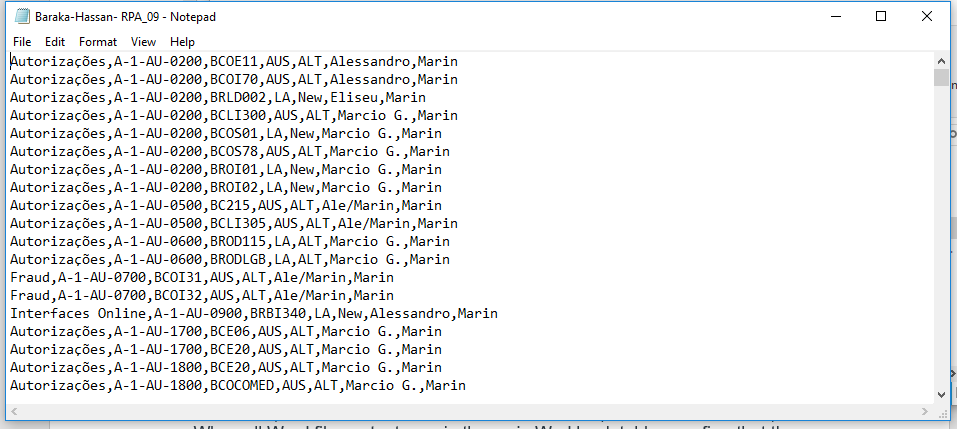 Baraka-Hassan- RPA_09 - Notepad
File Edit Format View Help
Autorizações,A-1-AU-0200,BCOE11,AUS,ALT,Alessandro,Marin
Autorizações,A-1-AU-0200,BCOI70,AUS,ALT,Alessandro,Marin
Autorizações,A-1-AU-0200,BRLD002,LA,New,Eliseu,Marin
Autorizações,A-1-AU-0200,BCLI300,AUS,ALT,Marcio G.,Marin
Autorizações,A-1-AU-0200,BCOS01,LA,New,Marcio G.,Marin
Autorizações,A-1-AU-0200,BCOS78,AUS,ALT,Marcio G.,Marin
Autorizações,A-1-AU-0200,BROI01,LA,New,Marcio G.,Marin
Autorizações,A-1-AU-0200,BROI02,LA,New,Marcio G.,Marin
Autorizações,A-1-AU-0500,BC215,AUS,ALT,Ale/Marin,Marin
Autorizações,A-1-AU-0500,BCLI305,AUS,ALT,Ale/Marin,Marin
Autorizações,A-1-AU-0600,BROD115,LA,ALT,Marcio G.,Marin
Autorizações,A-1-AU-0600,BRODLGB,LA,ALT,Marcio G.,Marin
Fraud,A-1-AU-0700,BCOI31,AUS,ALT,Ale/Marin,Marin
Fraud,A-1-AU-0700,BCOI32,AUS,ALT,Ale/Marin,Marin
Interfaces Online,A-1-AU-0900,BRBI340,LA,New,Alessandro,Marin
Autorizações,A-1-AU-1700,BCE06,AUS,ALT,Marcio G.,Marin
Autorizações,A-1-AU-1700,BCE20,AUS,ALT,Marcio G.,Marin
Autorizações,A-1-AU-1800,BCE20,AUS,ALT,Marcio G.,Marin
Autorizações,A-1-AU-1800,BCOCOMED,AUS,ALT,Marcio G.,Marin